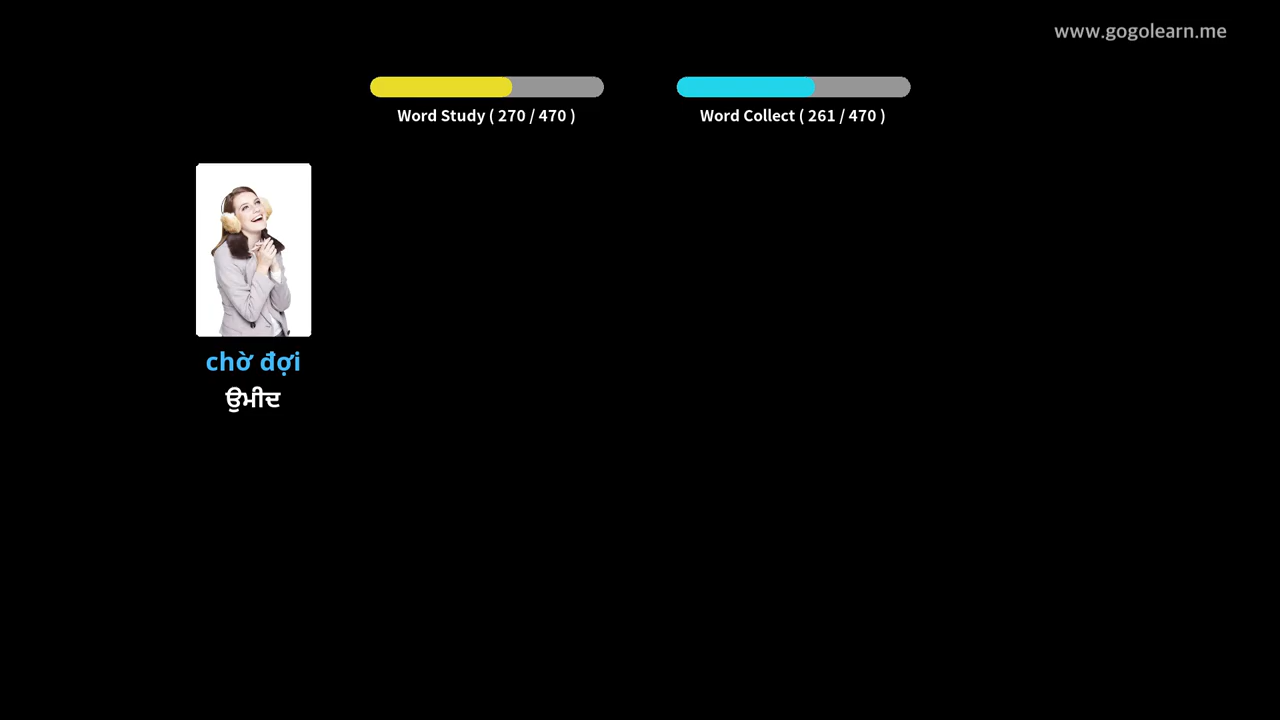 www.gogolearn.me
Word Study ( 270 / 470 )
Word Collect ( 261 / 470 )
chờ đợi
ਉਮੀਦ